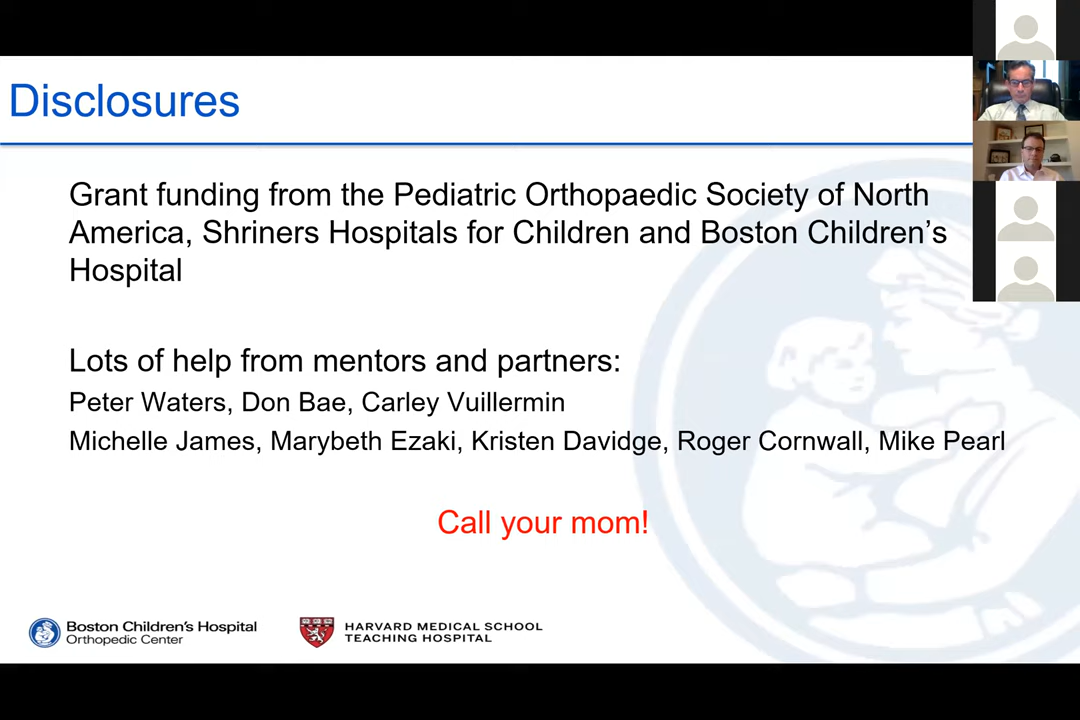 Disclosures
Grant funding from the Pediatric Orthopaedic Society of North
America, Shriners Hospitals for Children and Boston Children’s
Hospital
Lots of help from mentors and partners:
Peter Waters, Don Bae, Carley Vuillermin
Michelle James, Marybeth Ezaki, Kristen Davidge, Roger Cornwall, Mike Pearl
Call your mom!
Boston Children’s Hospital
Orthopedic Center
HARVARD MEDICAL SCHOOL
TEACHING HOSPITAL